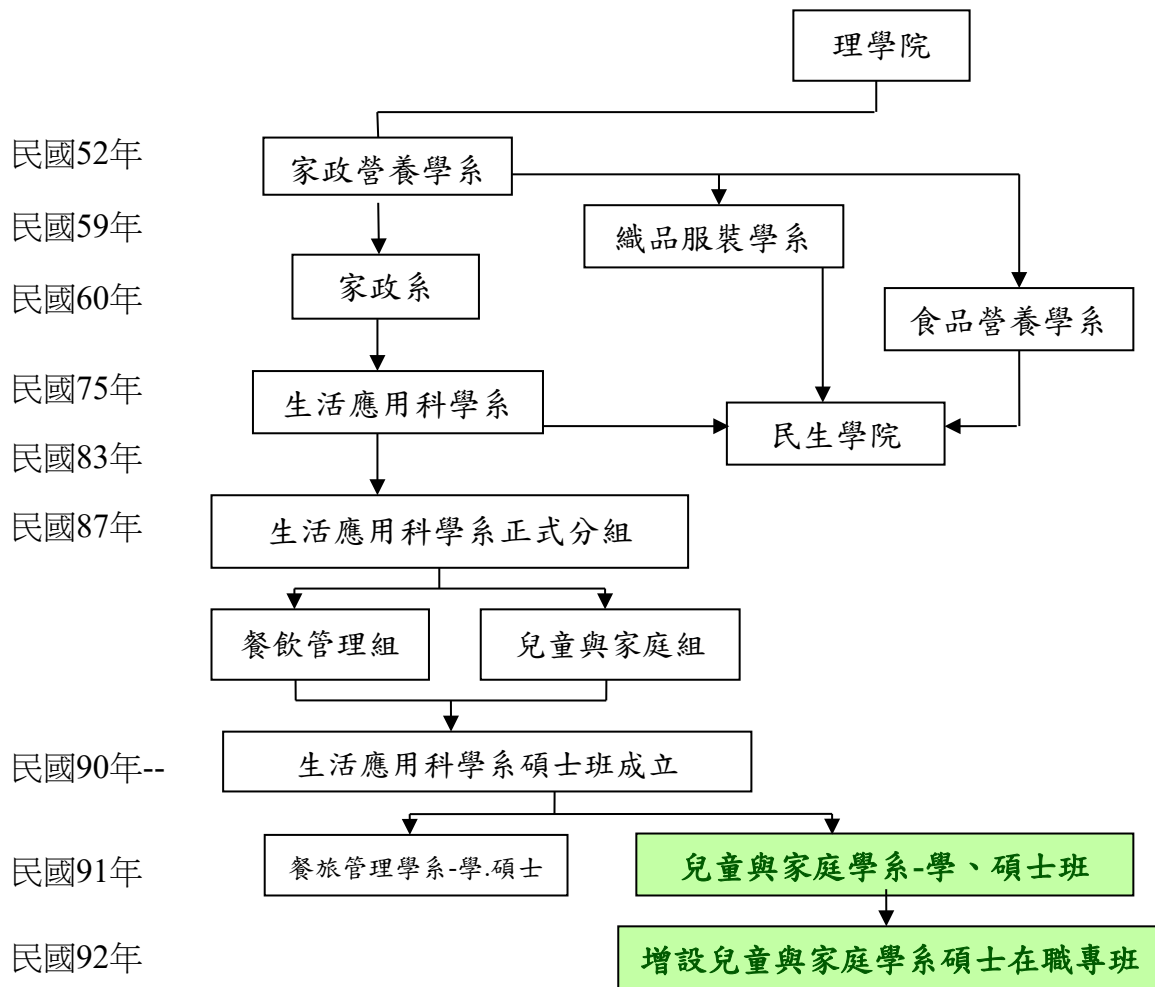 理學院
民國52年
家政營養學系
民國59年
織品服裝學系
家政系
民國60年
食品營養學系
民國75年
生活應用科學系
民生學院
民國83年
民國87年
生活應用科學系正式分組
餐飲管理組
兒童與家庭組
民國90年--
生活應用科學系碩士班成立
民國91年
餐旅管理學系-學.碩士
兒童與家庭學系-學、碩士班
民國92年
增設兒童與家庭學系碩士在職專班